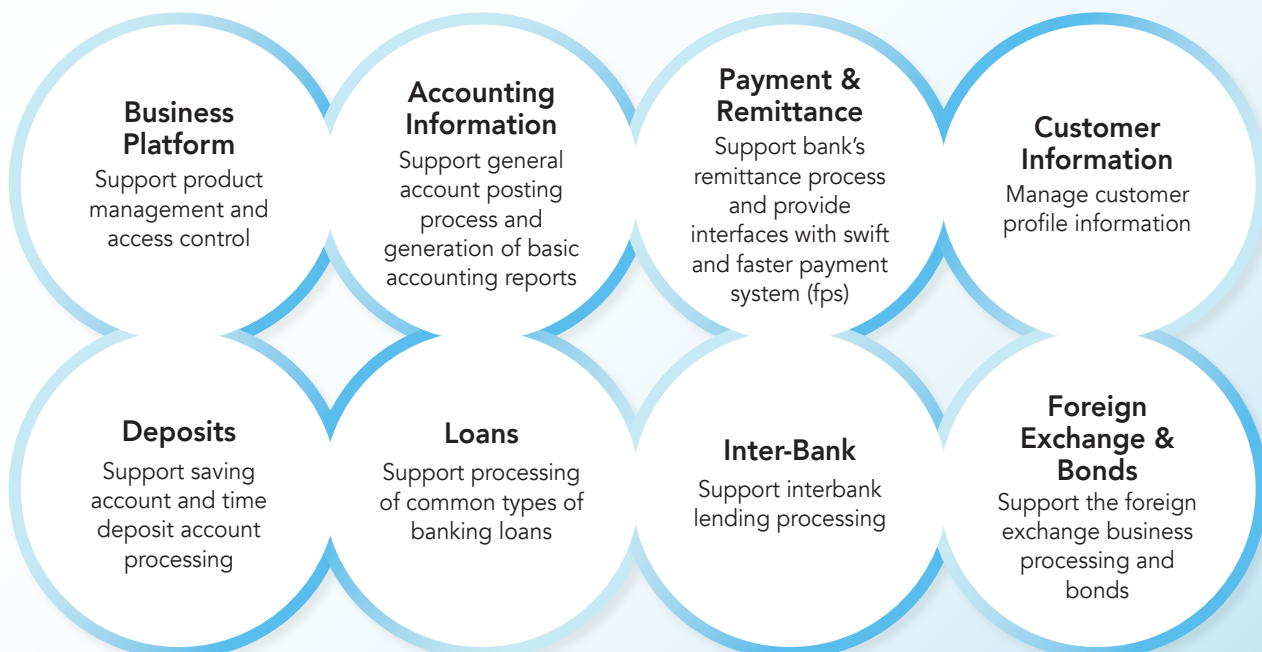 Business
Platform
Support product
management and
access control
Accounting
Information
Support general
account posting
process and
generation of basic
accounting reports
Payment &
Remittance
Support bank's
remittance process
and provide
interfaces with swift
and faster payment
system (fps)
Customer
Information
Manage customer
profile information
Deposits
Support saving
account and time
deposit account
processing
Loans
Support processing
of common types of
banking loans
Inter-Bank
Support interbank
lending processing
Foreign
Exchange &
Bonds
Support the foreign
exchange business
processing and
bonds